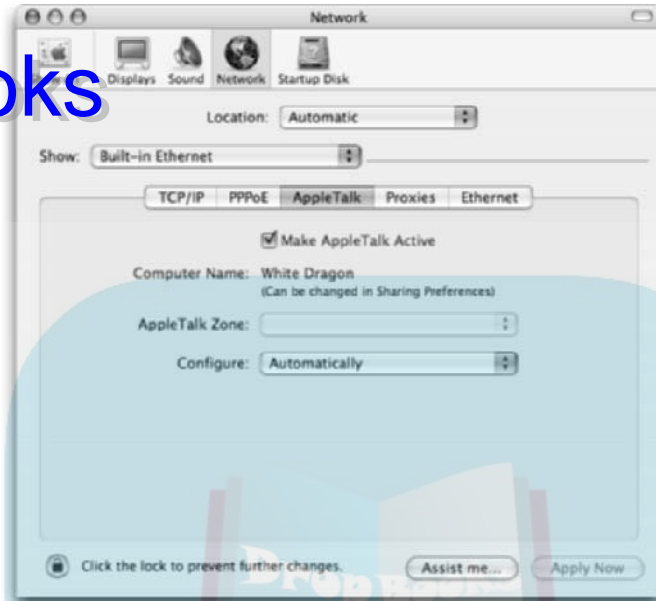 Network
Displays Sound Network Startup Disk
oks
Location: Automatic
Show: Built-in Ethernet
TCP/IP PPPoE AppleTalk Proxies Ethernet
Make AppleTalk Active
Computer Name: White Dragon
(Can be changed in Sharing Preferences)
AppleTalk Zone:
Configure: Automatically
Click the lock to prevent further changes. Assist me... Apply Now
Drop Books